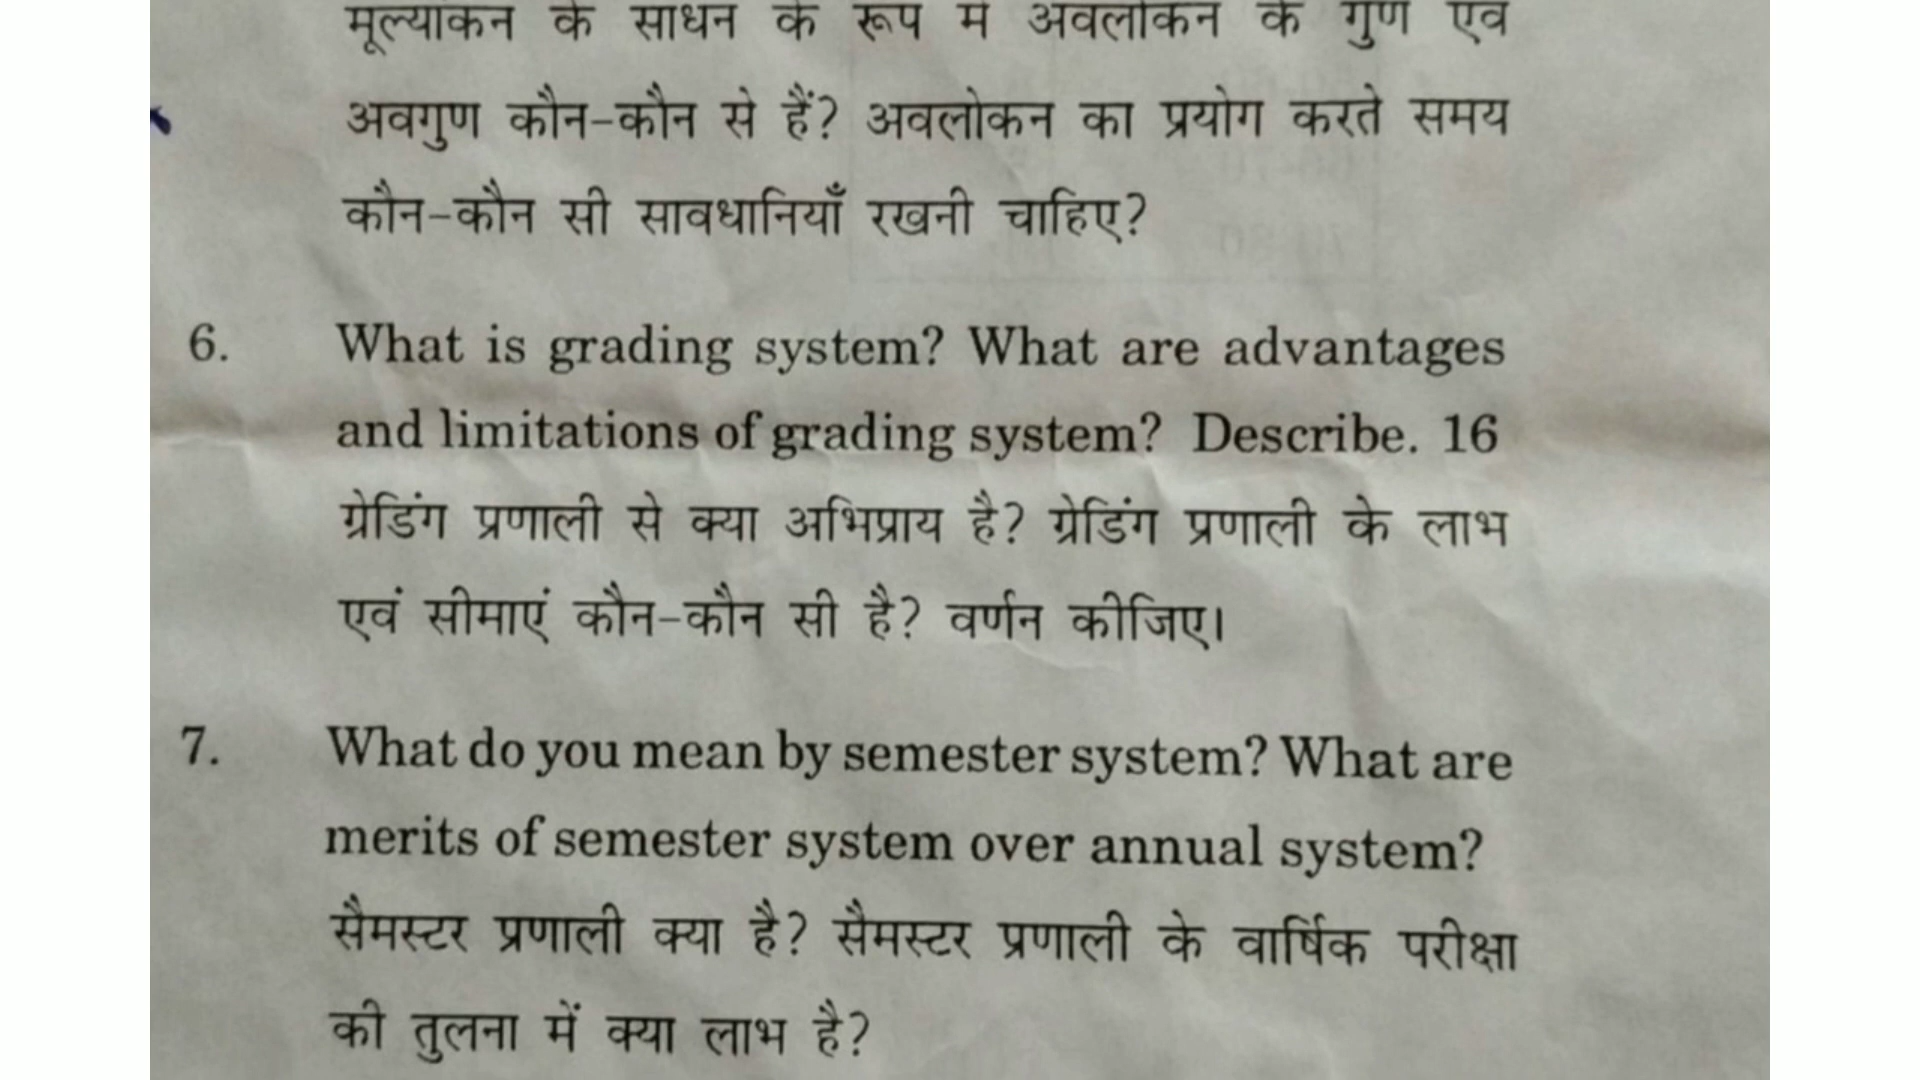 मूल्यांकन के साधन के रूप में अवलोकन के गुण एवं
अवगुण कौन-कौन से हैं? अवलोकन का प्रयोग करते समय
कौन-कौन सी सावधानियाँ रखनी चाहिए?
6. What is grading system? What are advantages
and limitations of grading system? Describe. 16
ग्रेडिंग प्रणाली से क्या अभिप्राय है? ग्रेडिंग प्रणाली के लाभ
एवं सीमाएं कौन-कौन सी है? वर्णन कीजिए।
7. What do you mean by semester system? What are
merits of semester system over annual system?
सैमस्टर प्रणाली क्या है? सैमस्टर प्रणाली के वार्षिक परीक्षा
की तुलना में क्या लाभ है?